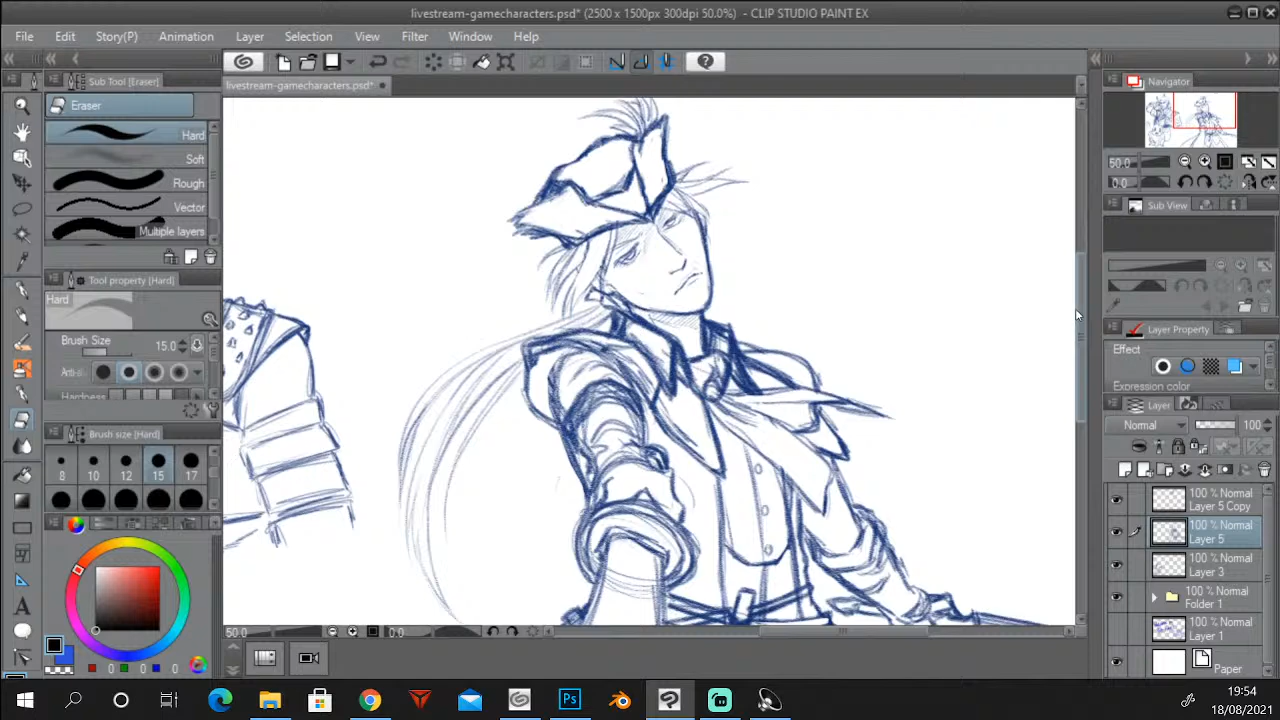 livestream-gamecharacters.psd* (2500 x 1500px 300dpi 50.0%) - CLIP STUDIO PAINT EX
File Edit Story(P) Animation Layer Selection View Filter Window Help
Sub Tool [Eraser]
livestream-gamecharacters.psd*
Navigator
Eraser
Hard
Soft
Rough
Vector
Multiple layers
50.0
0.0
Sub View
Tool property [Hard]
Hard
Brush Size 15.0
Anti-al
Hardness
Layer Property
Effect
Expression color
Layer
Normal 100
Brush size [Hard]
8 10 12 15 17
100 % Normal
Layer 5 Copy
100 % Normal
Layer 5
100 % Normal
Layer 3
100 % Normal
Folder 1
100 % Normal
Layer 1
Paper
50.0 0.0
0 0 0
A
Ps
19:54
18/08/2021